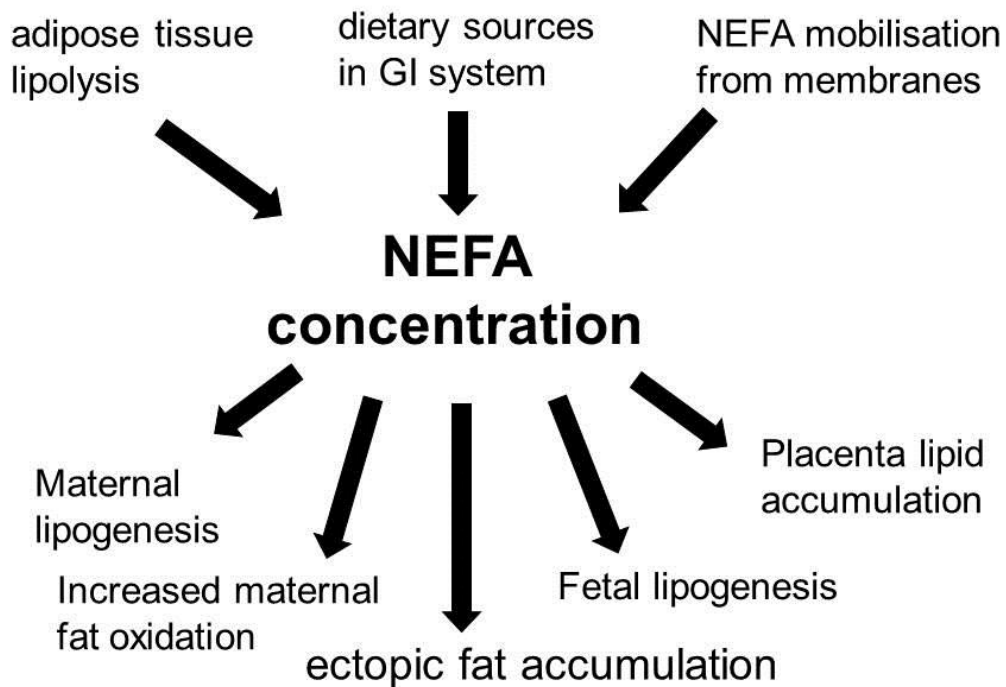 adipose tissue
lipolysis
dietary sources
in GI system
NEFA mobilisation
from membranes
NEFA
concentration
Maternal
lipogenesis
Increased maternal
fat oxidation
ectopic fat accumulation
Fetal lipogenesis
Placenta lipid
accumulation